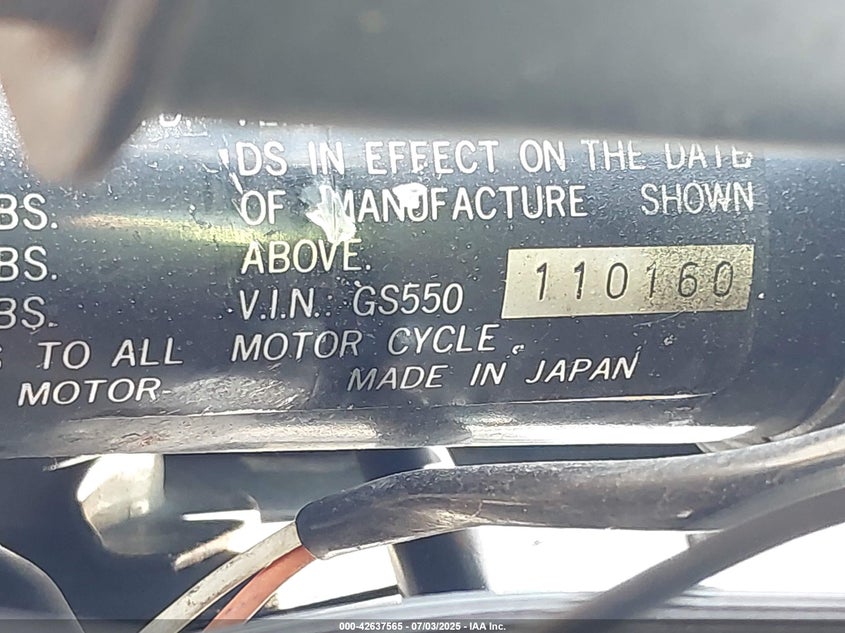 DS IN EFFECT ON THE DATE
BS. OF MANUFACTURE SHOWN
BS. ABOVE.
BS. V.I.N. GS550 110160
TO ALL MOTOR CYCLE.
MOTOR- MADE IN JAPAN
000-42637565 - 07/03/2025 - IAA Inc.